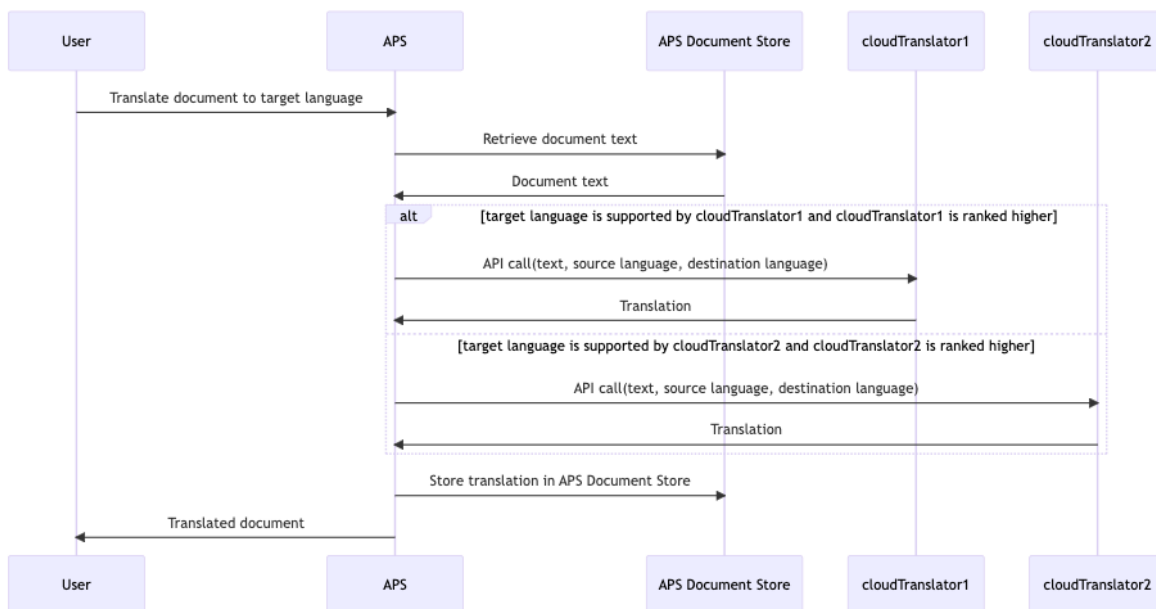 User APS APS Document Store cloudTranslator1 cloudTranslator2
Translate document to target language
Retrieve document text
Document text
alt [target language is supported by cloudTranslator1 and cloudTranslator1 is ranked higher]
API call(text, source language, destination language)
Translation
[target language is supported by cloudTranslator2 and cloudTranslator2 is ranked higher]
API call(text, source language, destination language)
Translation
Store translation in APS Document Store
Translated document
User APS APS Document Store cloudTranslator1 cloudTranslator2